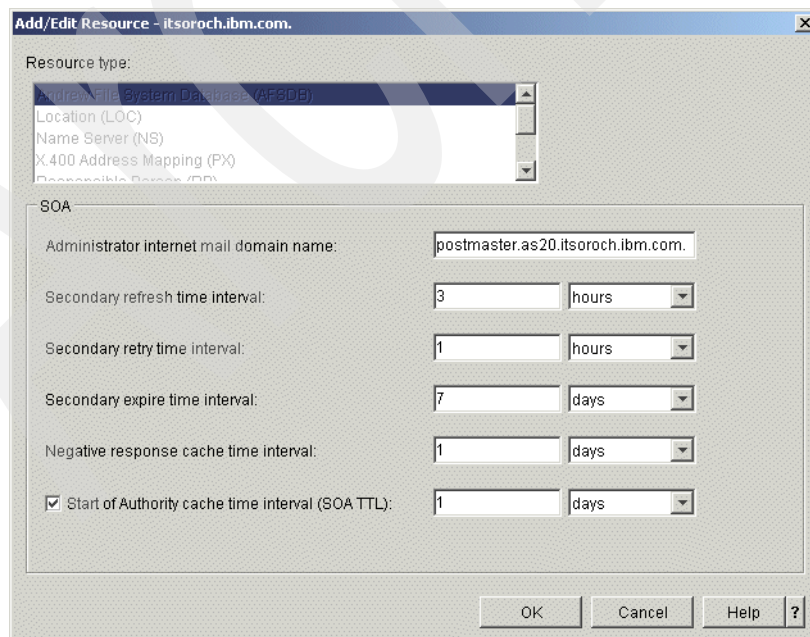 Add/Edit Resource - itsoroch.ibm.com.
Resource type:
Andrew File System Database (AFSDB)
Location (LOC)
Name Server (NS)
X.400 Address Mapping (PX)
Responsible Person (RP)
SOA
Administrator internet mail domain name: postmaster.as20.itsoroch.ibm.com.
Secondary refresh time interval: 3 hours
Secondary retry time interval: 1 hours
Secondary expire time interval: 7 days
Negative response cache time interval: 1 days
Start of Authority cache time interval (SOA TTL): 1 days
OK Cancel Help ?